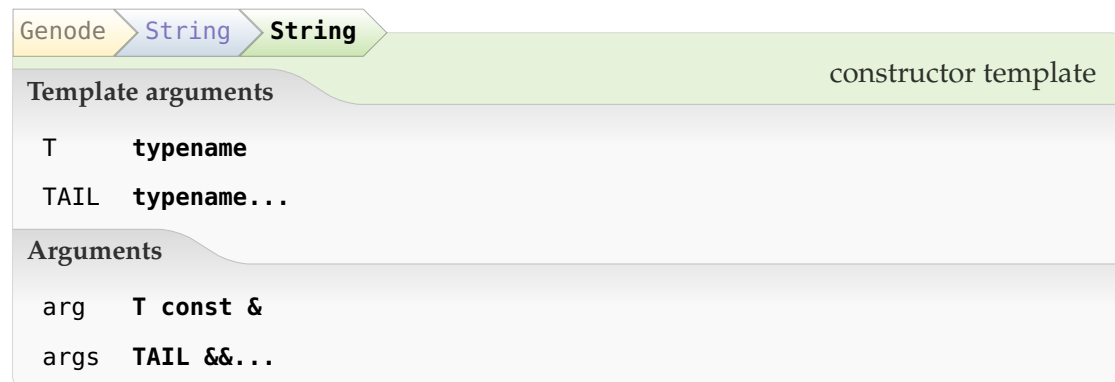 Genode String String
constructor template
Template arguments
T typename
TAIL typename...
Arguments
arg T const &
args TAIL &&...